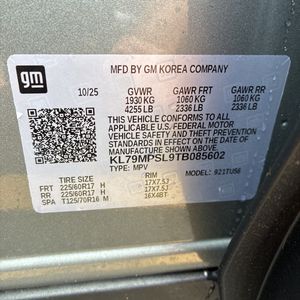 gm
MFD BY GM KOREA COMPANY
10/25 GVWR GAWR FRT GAWR RR
1930 KG 1060 KG 1060 KG
4255 LB 2336 LB 2336 LB
THIS VEHICLE CONFORMS TO ALL
APPLICABLE U.S. FEDERAL MOTOR
VEHICLE SAFETY AND THEFT
PREVENTION STANDARDS IN EFFECT
ON THE DATE OF MANUFACTURE
SHOWN ABOVE.
KL79MPSL9TB085602
TYPE: MPV MODEL: 921TUS6
TIRE SIZE RIM
FRT 225/60R17 H 17X7.5J
RR 225/60R17 H 17X7.5J
SPA T125/70R16 M 16X4BT